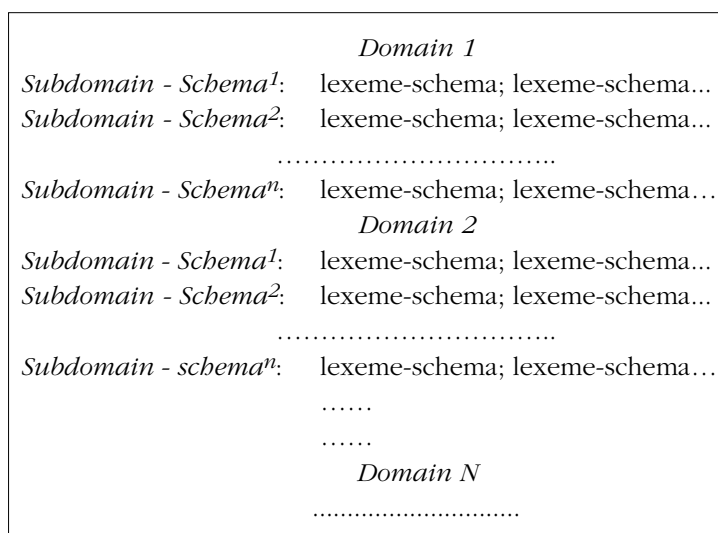 Domain 1
Subdomain - Schema¹: lexeme-schema; lexeme-schema...
Subdomain - Schema²: lexeme-schema; lexeme-schema...
……………………………..
Subdomain - Schemaⁿ: lexeme-schema; lexeme-schema…
Domain 2
Subdomain - Schema¹: lexeme-schema; lexeme-schema...
Subdomain - Schema²: lexeme-schema; lexeme-schema...
……………………………..
Subdomain - schemaⁿ: lexeme-schema; lexeme-schema…
……
……
Domain N
..............................